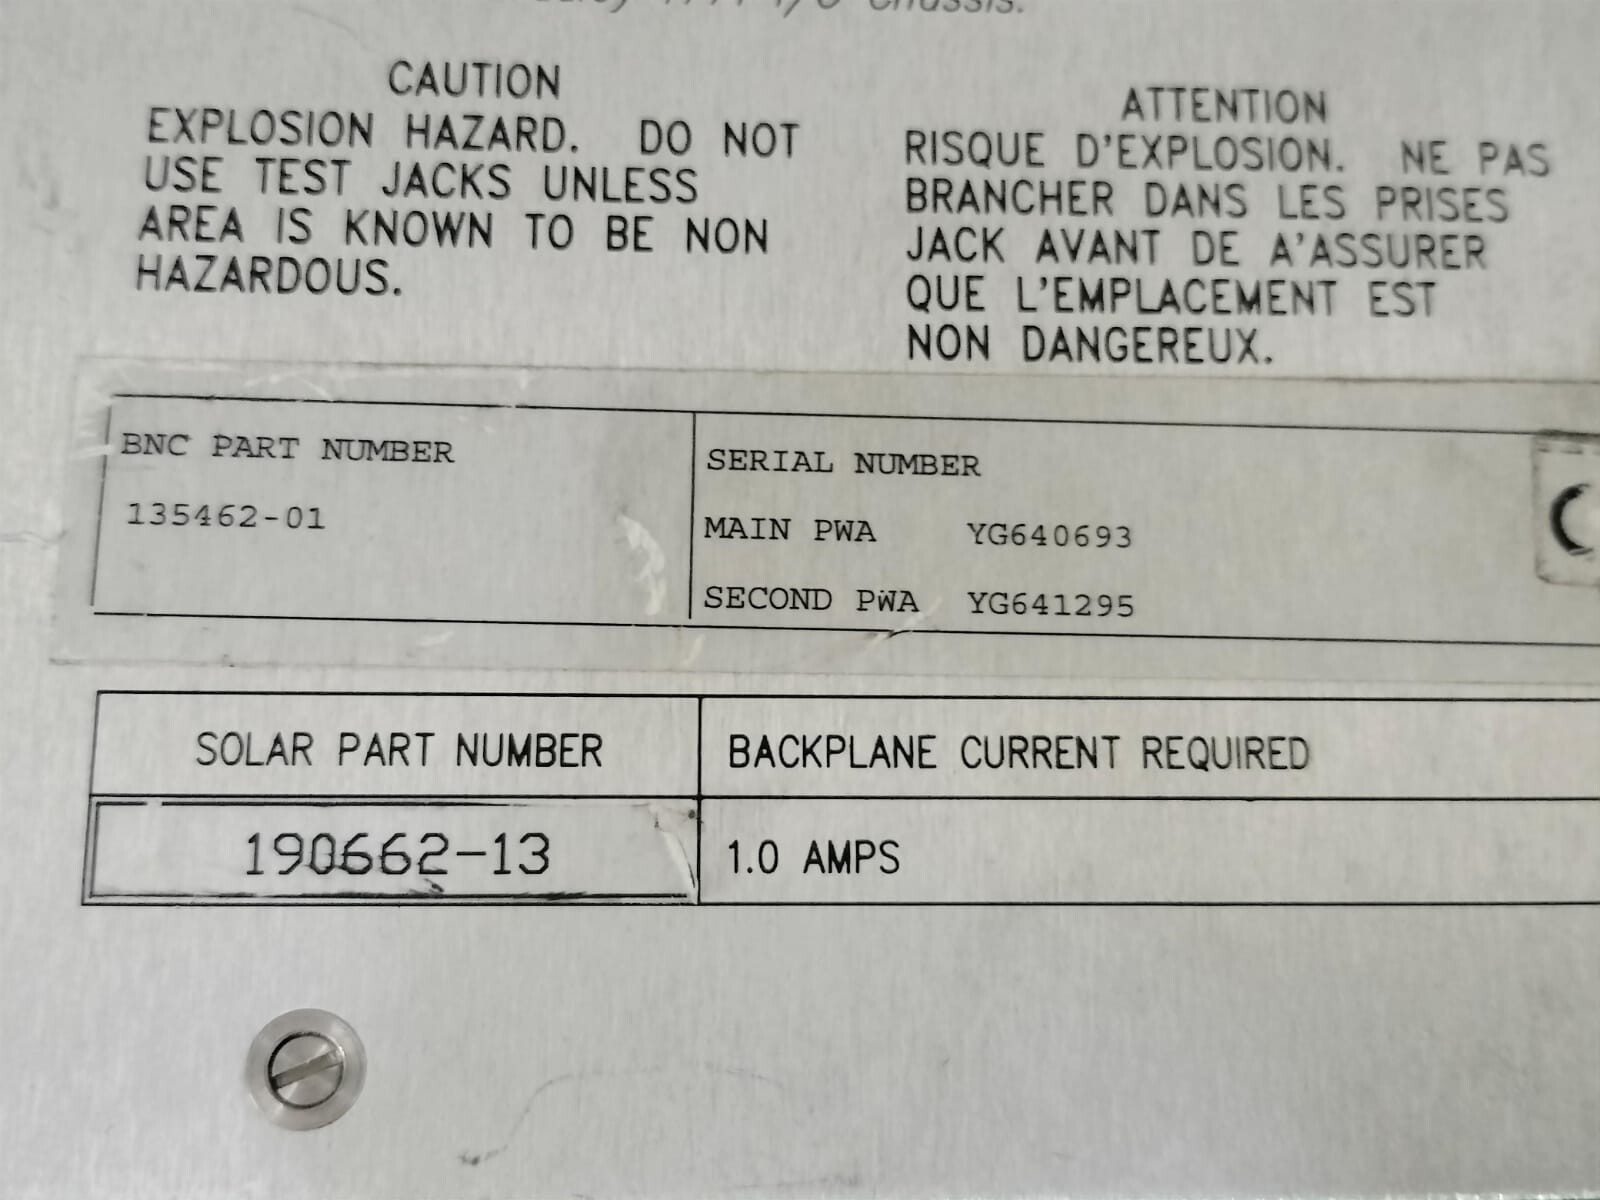 I/O Chassis.
CAUTION
EXPLOSION HAZARD. DO NOT
USE TEST JACKS UNLESS
AREA IS KNOWN TO BE NON
HAZARDOUS.
ATTENTION
RISQUE D'EXPLOSION. NE PAS
BRANCHER DANS LES PRISES
JACK AVANT DE A'ASSURER
QUE L'EMPLACEMENT EST
NON DANGEREUX.
BNC PART NUMBER
135462-01
SERIAL NUMBER
MAIN PWA YG640693
SECOND PWA YG641295
SOLAR PART NUMBER
190662-13
BACKPLANE CURRENT REQUIRED
1.0 AMPS